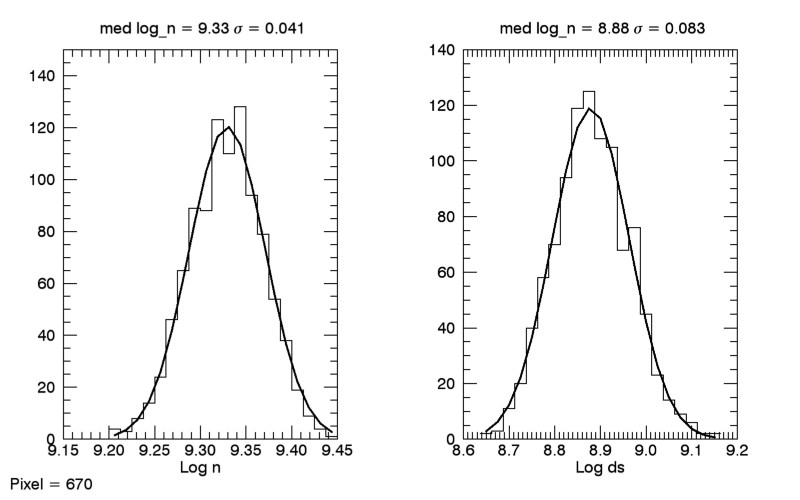 med log_n = 9.33 σ = 0.041
140
120
100
80
60
40
20
0
9.15 9.20 9.25 9.30 9.35 9.40 9.45
Log n
med log_n = 8.88 σ = 0.083
140
120
100
80
60
40
20
0
8.6 8.7 8.8 8.9 9.0 9.1 9.2
Log ds
Pixel = 670